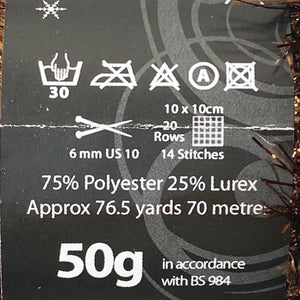 30
A
10 x 10cm
20
Rows
6 mm US 10
14 Stitches
75% Polyester 25% Lurex
Approx 76.5 yards 70 metre
50g
in accordance
with BS 984